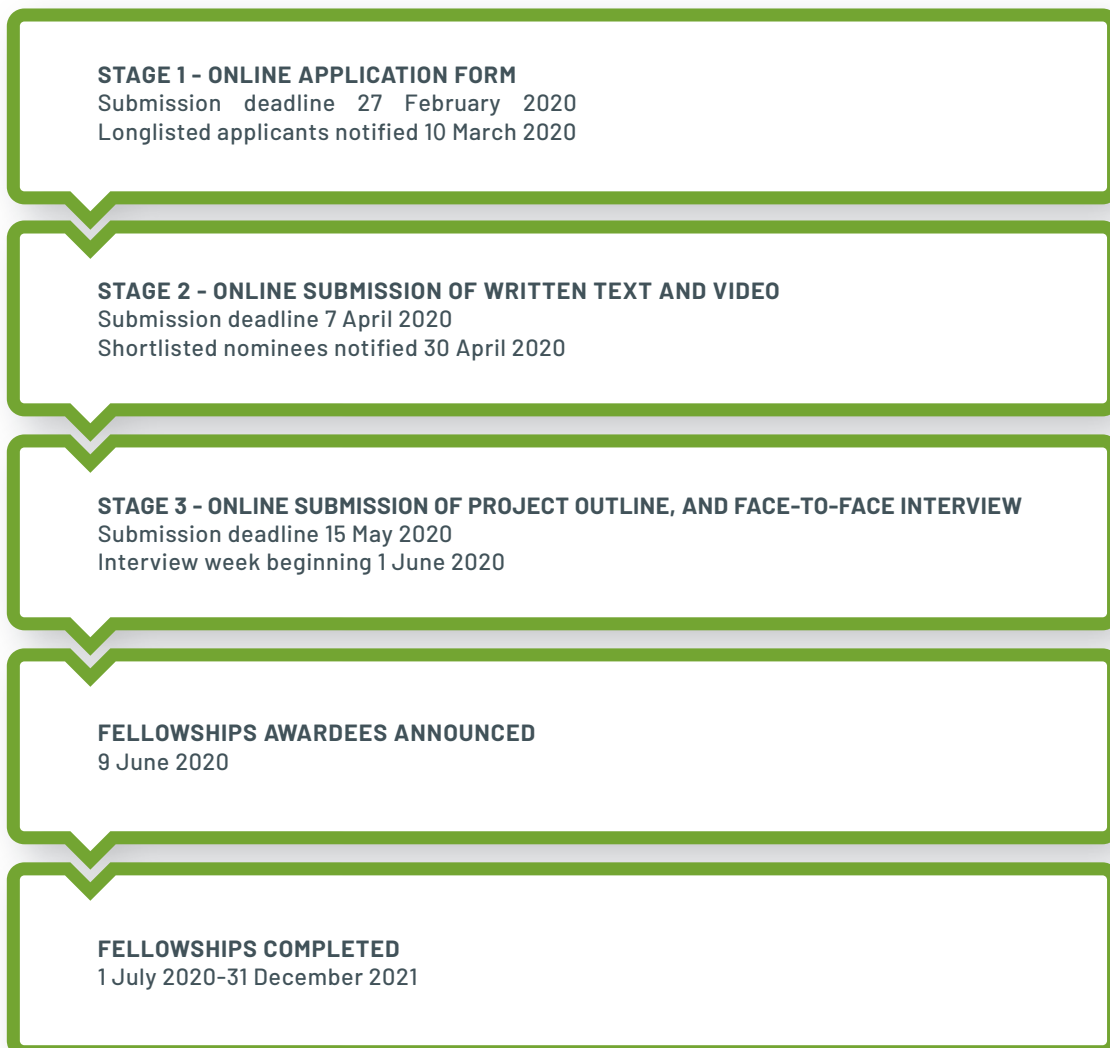 STAGE 1 - ONLINE APPLICATION FORM
Submission deadline 27 February 2020
Longlisted applicants notified 10 March 2020
STAGE 2 - ONLINE SUBMISSION OF WRITTEN TEXT AND VIDEO
Submission deadline 7 April 2020
Shortlisted nominees notified 30 April 2020
STAGE 3 - ONLINE SUBMISSION OF PROJECT OUTLINE, AND FACE-TO-FACE INTERVIEW
Submission deadline 15 May 2020
Interview week beginning 1 June 2020
FELLOWSHIPS AWARDEES ANNOUNCED
9 June 2020
FELLOWSHIPS COMPLETED
1 July 2020-31 December 2021